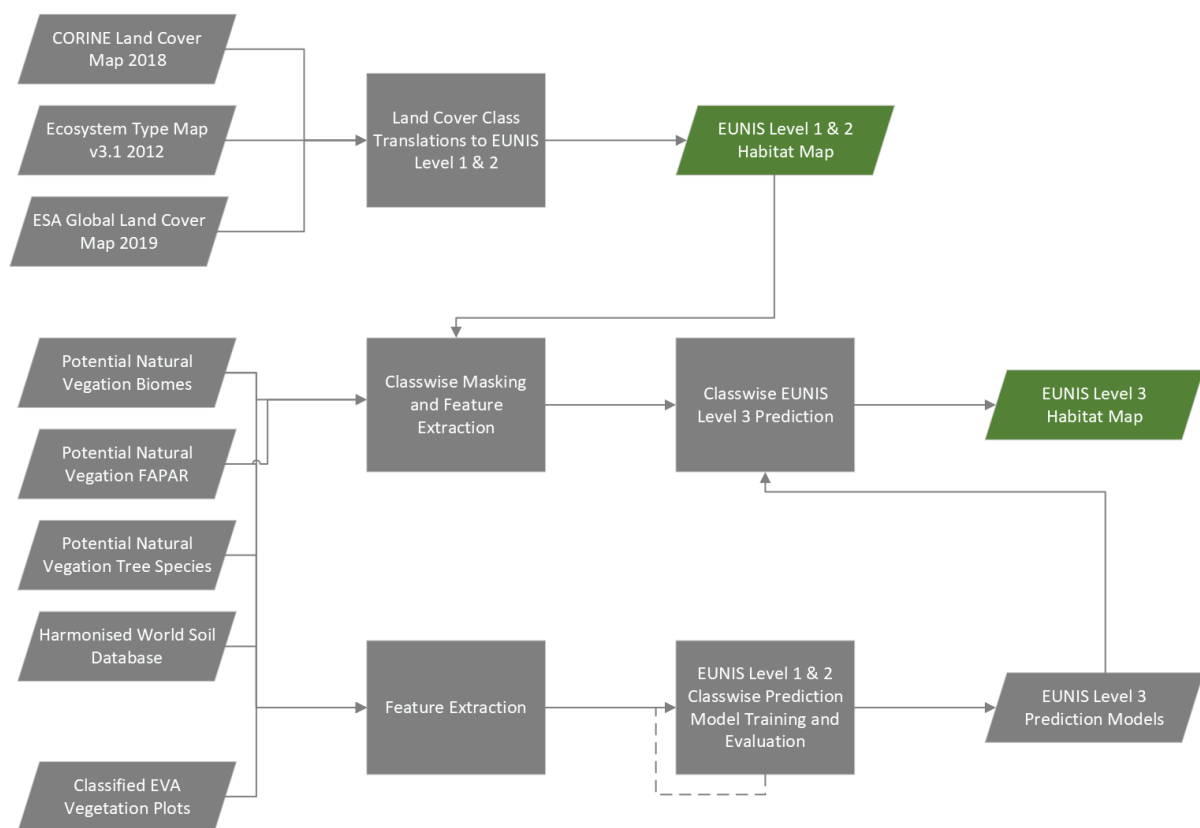 CORINE Land Cover
Map 2018
Ecosystem Type Map
v3.1 2012
ESA Global Land Cover
Map 2019
Land Cover Class
Translations to EUNIS
Level 1 & 2
EUNIS Level 1 & 2
Habitat Map
Potential Natural
Vegation Biomes
Potential Natural
Vegation FAPAR
Potential Natural
Vegation Tree Species
Harmonised World Soil
Database
Classified EVA
Vegetation Plots
Classwise Masking
and Feature
Extraction
Classwise EUNIS
Level 3 Prediction
EUNIS Level 3
Habitat Map
Feature Extraction
EUNIS Level 1 & 2
Classwise Prediction
Model Training and
Evaluation
EUNIS Level 3
Prediction Models